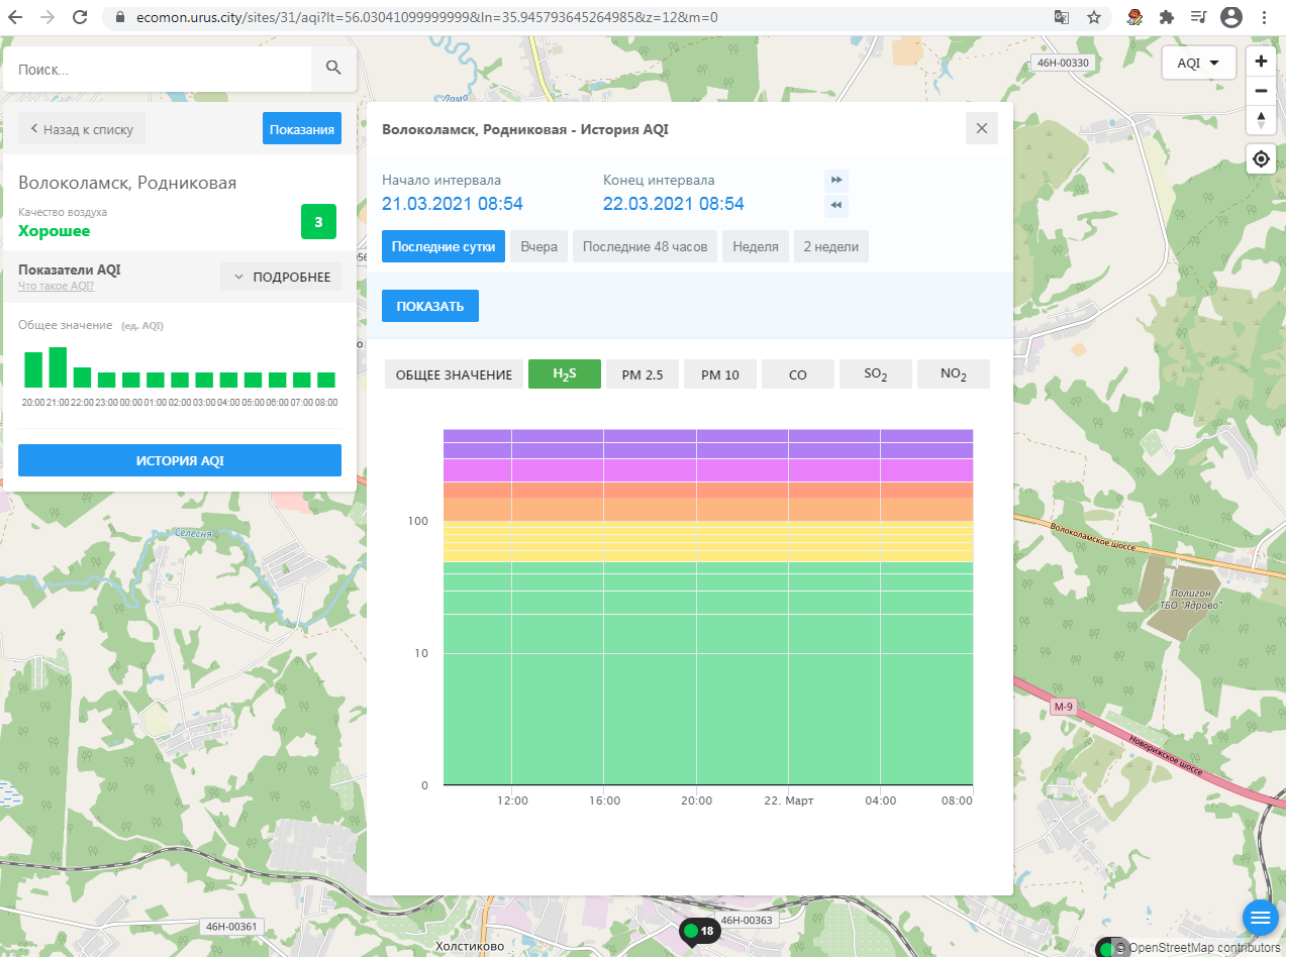 ecomon.urus.city/sites/31/aqi?lt=56.03041099999999&ln=35.945793645264985&z=12&m=0
Поиск...
Назад к списку
Показания
Волоколамск, Родниковая
Качество воздуха
Хорошее
3
Показатели AQI
Что такое AQI?
ПОДРОБНЕЕ
Общее значение (ед. AQI)
20:00 21:00 22:00 23:00 00:00 01:00 02:00 03:00 04:00 05:00 06:00 07:00 08:00
ИСТОРИЯ AQI
Волоколамск, Родниковая - История AQI
Начало интервала
21.03.2021 08:54
Конец интервала
22.03.2021 08:54
Последние сутки
Вчера
Последние 48 часов
Неделя
2 недели
ПОКАЗАТЬ
ОБЩЕЕ ЗНАЧЕНИЕ
H₂S
PM 2.5
PM 10
CO
SO₂
NO₂
100
10
0
12:00 16:00 20:00 22. Март 04:00 08:00
AQI
46Н-00330
Лама
Селесня
Волоколамское шоссе
Полигон
ТБО "Ядрово"
М-9
Новорижское шоссе
46Н-00361
46Н-00363
18
Холстиково
© OpenStreetMap contributors